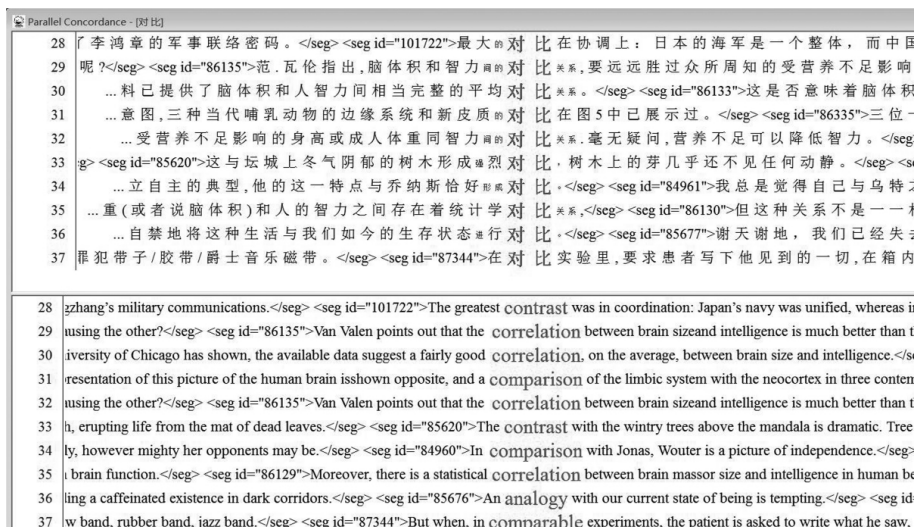 Parallel Concordance - [对比]
28 了李鸿章的军事联络密码。</seg> <seg id="101722">最大的对比在协调上: 日本的海军是一个整体, 而中国
29 呢?</seg> <seg id="86135">范.瓦伦指出,脑体积和智力间的对比关系,要远远胜过众所周知的受营养不足影响
30 ...料已提供了脑体积和人智力间相当完整的平均对比关系。</seg> <seg id="86133">这是否意味着脑体积
31 ...意图,三种当代哺乳动物的边缘系统和新皮质的对比在图5中已展示过。</seg> <seg id="86335">三位一
32 ...受营养不足影响的身高或成人体重同智力间的对比关系.毫无疑问,营养不足可以降低智力。</seg
33 g> <seg id="85620">这与坛城上冬气阴郁的树木形成强烈对比, 树木上的芽几乎还不见任何动静。</seg> <s
34 ...立自主的典型,他的这一特点与乔纳斯恰好形成对比。</seg> <seg id="84961">我总是觉得自己与乌特
35 ...重(或者说脑体积)和人的智力之间存在着统计学对比关系,</seg> <seg id="86130">但这种关系不是一一
36 ...自禁地将这种生活与我们如今的生存状态进行对比。</seg> <seg id="85677">谢天谢地, 我们已经失去
37 罪犯带子/胶带/爵士音乐磁带。</seg> <seg id="87344">在对比实验里,要求患者写下他见到的一切,在箱内
28 zhang's military communications.</seg> <seg id="101722">The greatest contrast was in coordination: Japan's navy was unified, whereas i
29 using the other?</seg> <seg id="86135">Van Valen points out that the correlation between brain sizeand intelligence is much better than t
30 iversity of Chicago has shown, the available data suggest a fairly good correlation, on the average, between brain size and intelligence.</s
31 resentation of this picture of the human brain isshown opposite, and a comparison of the limbic system with the neocortex in three contem
32 using the other?</seg> <seg id="86135">Van Valen points out that the correlation between brain sizeand intelligence is much better than t
33 h, erupting life from the mat of dead leaves.</seg> <seg id="85620">The contrast with the wintry trees above the mandala is dramatic. Tree
34 ly, however mighty her opponents may be.</seg> <seg id="84960">In comparison with Jonas, Wouter is a picture of independence.</seg>
35 brain function.</seg> <seg id="86129">Moreover, there is a statistical correlation between brain massor size and intelligence in human be
36 ling a caffeinated existence in dark corridors.</seg> <seg id="85676">An analogy with our current state of being is tempting.</seg> <seg id
37 w band, rubber band, jazz band.</seg> <seg id="87344">But when, in comparable experiments, the patient is asked to write what he saw